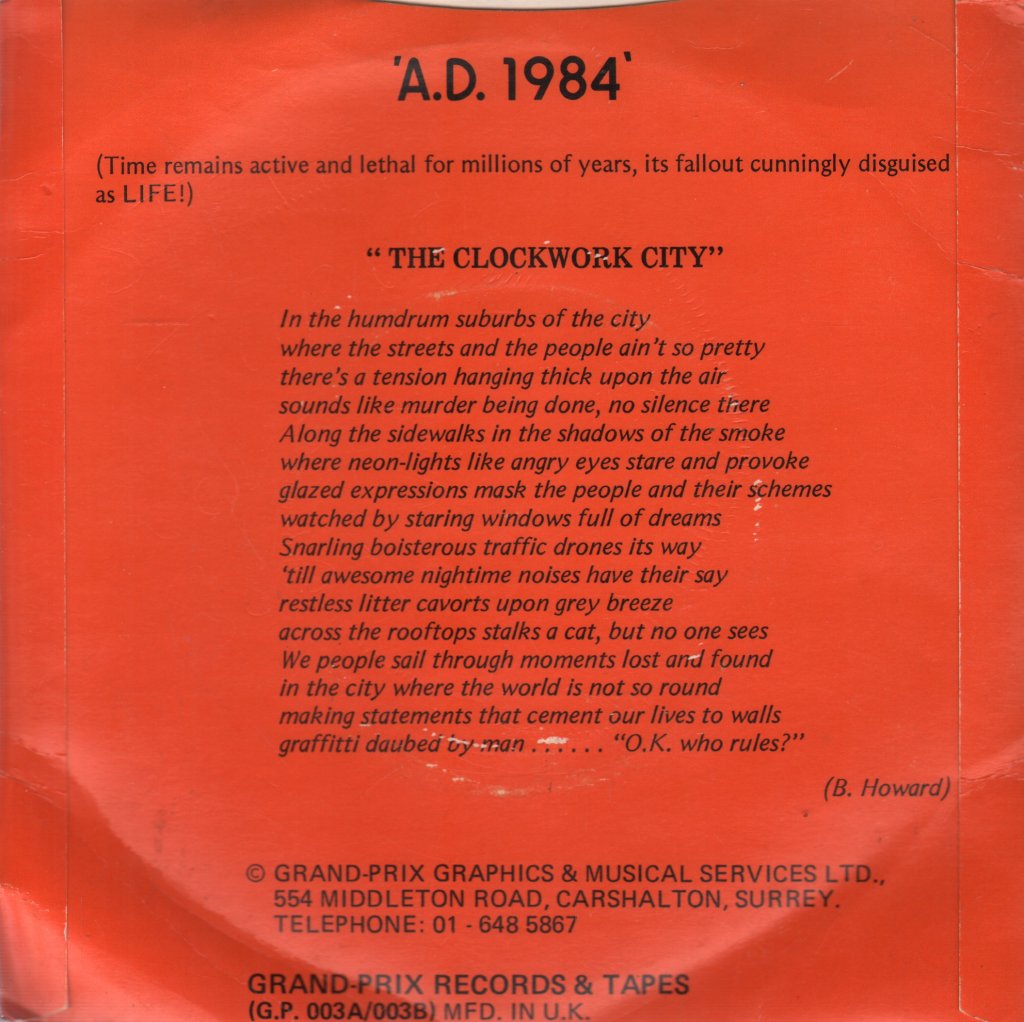 'A.D. 1984'
(Time remains active and lethal for millions of years, its fallout cunningly disguised
as LIFE!)
“ THE CLOCKWORK CITY”
In the humdrum suburbs of the city
where the streets and the people ain't so pretty
there's a tension hanging thick upon the air
sounds like murder being done, no silence there
Along the sidewalks in the shadows of the smoke
where neon-lights like angry eyes stare and provoke
glazed expressions mask the people and their schemes
watched by staring windows full of dreams
Snarling boisterous traffic drones its way
‘till awesome nightime noises have their say
restless litter cavorts upon grey breeze
across the rooftops stalks a cat, but no one sees
We people sail through moments lost and found
in the city where the world is not so round
making statements that cement our lives to walls
graffitti daubed by man ...... “O.K. who rules?”
(B. Howard)
© GRAND-PRIX GRAPHICS & MUSICAL SERVICES LTD.,
554 MIDDLETON ROAD, CARSHALTON, SURREY.
TELEPHONE: 01 - 648 5867
GRAND-PRIX RECORDS & TAPES
(G.P. 003A/003B) MFD. IN U.K.